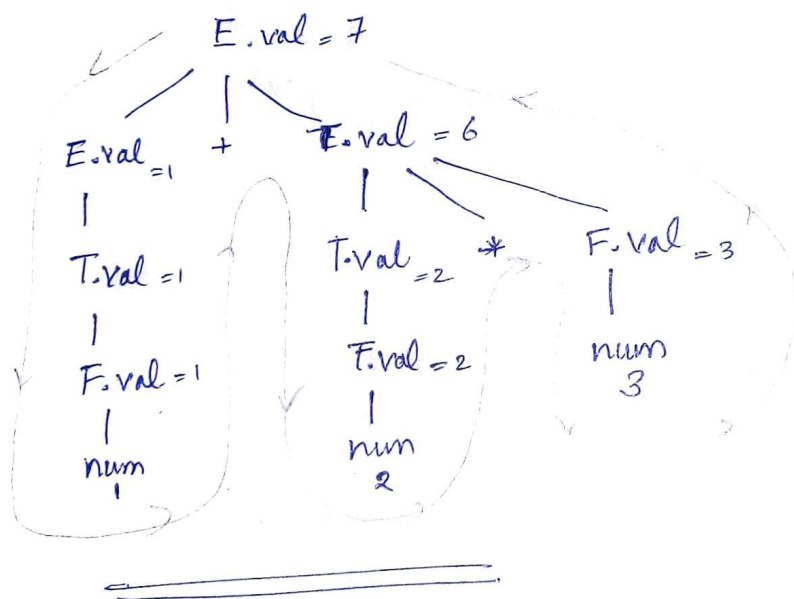 E.val = 7
E.val =1 + T.val = 6
T.val =1 T.val =2 * F.val = 3
F.val =1 F.val = 2 num
3
num 1 num 2